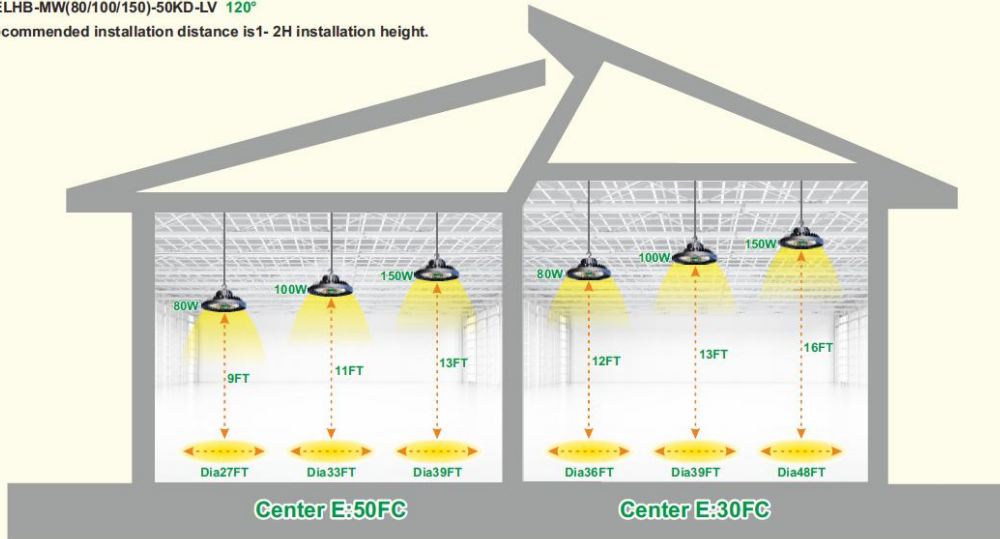 ELHB-MW(80/100/150)-50KD-LV 120°
commended installation distance is1- 2H installation height.
80W
100W
150W
80W
100W
150W
9FT
11FT
13FT
12FT
13FT
16FT
Dia27FT
Dia33FT
Dia39FT
Dia36FT
Dia39FT
Dia48FT
Center E:50FC
Center E:30FC